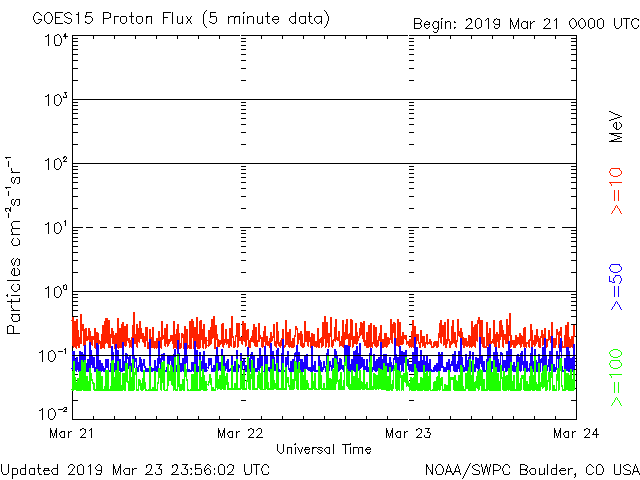 GOES15 Proton Flux (5 minute data)
Begin: 2019 Mar 21 0000 UTC
10⁴
10³
10²
10¹
10⁰
10⁻¹
10⁻²
Particles cm⁻²s⁻¹sr⁻¹
MeV
>=10
>=50
>=100
Mar 21
Mar 22
Mar 23
Mar 24
Universal Time
Updated 2019 Mar 23 23:56:02 UTC
NOAA/SWPC Boulder, CO USA